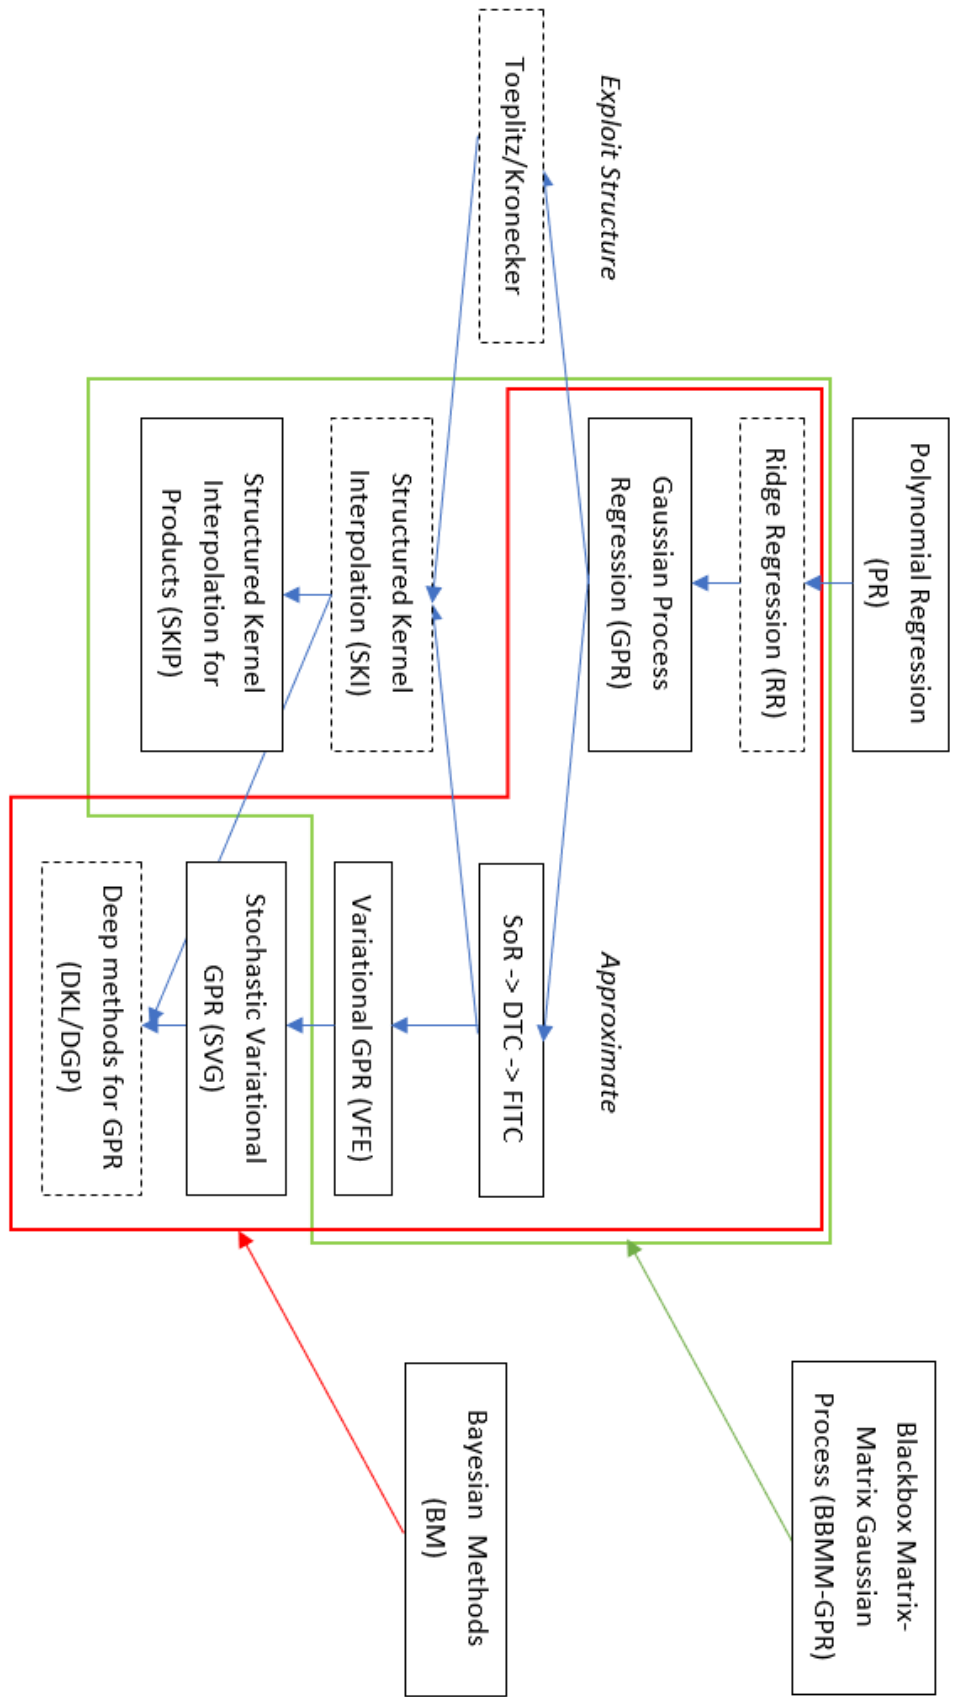 Polynomial Regression
(PR)
Ridge Regression (RR)
Gaussian Process
Regression (GPR)
Exploit Structure
Approximate
Toeplitz/Kronecker
SoR -> DTC -> FITC
Structured Kernel
Interpolation (SKI)
Variational GPR (VFE)
Structured Kernel
Interpolation for
Products (SKIP)
Stochastic Variational
GPR (SVG)
Deep methods for GPR
(DKL/DGP)
Blackbox Matrix-
Matrix Gaussian
Process (BBMM-GPR)
Bayesian Methods
(BM)